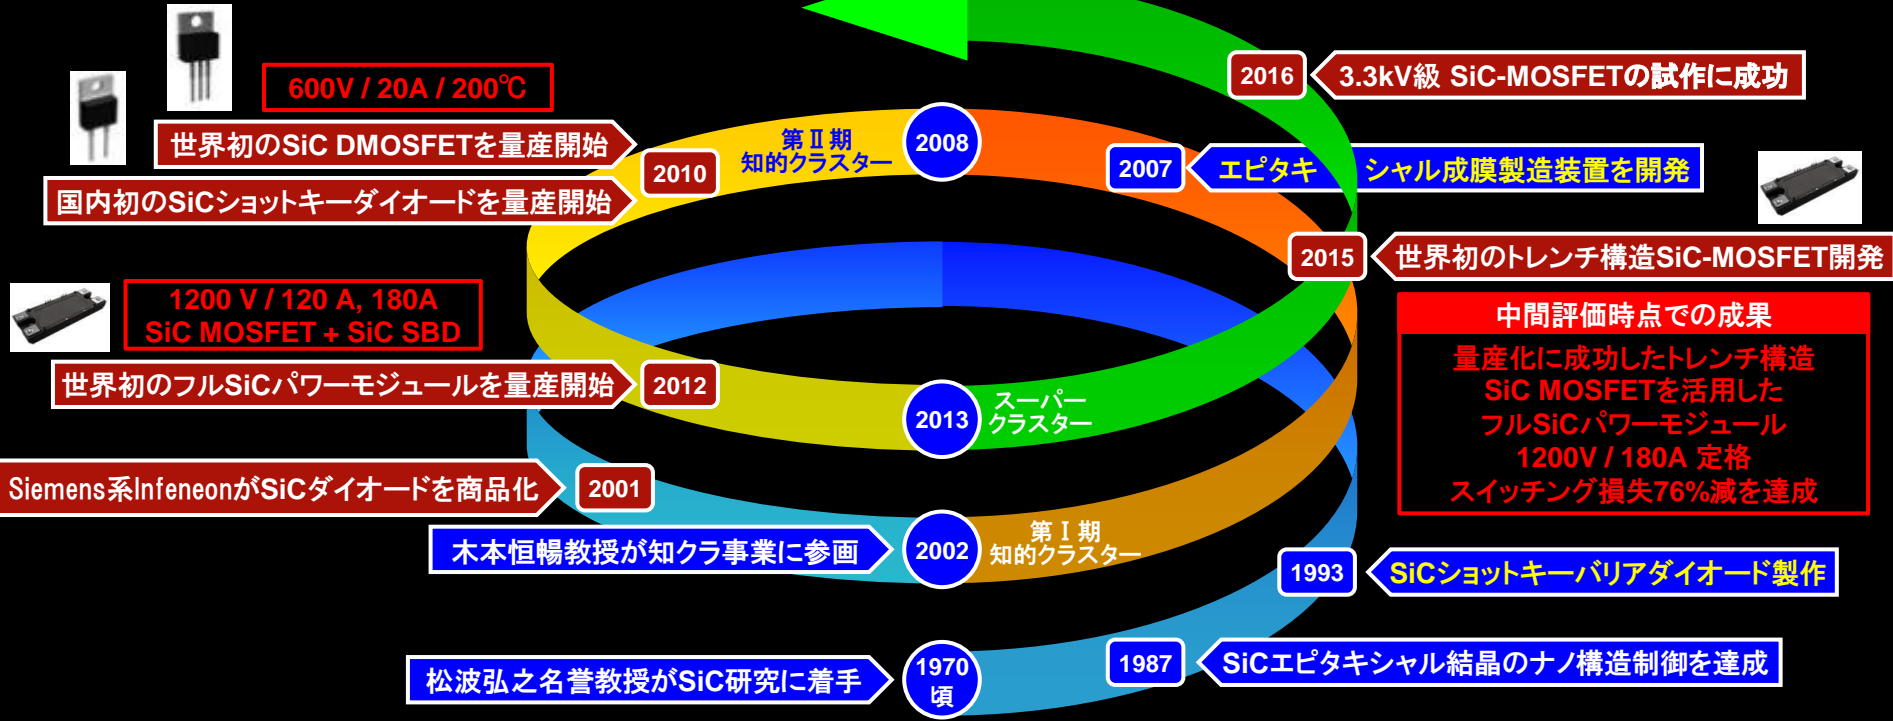 2016
3.3kV級 SiC-MOSFETの試作に成功
600V / 20A / 200℃
世界初のSiC DMOSFETを量産開始
第Ⅱ期
知的クラスター
2008
2010
2007
エピタキ シャル成膜製造装置を開発
国内初のSiCショットキーダイオードを量産開始
2015
世界初のトレンチ構造SiC-MOSFET開発
1200 V / 120 A, 180A
SiC MOSFET + SiC SBD
世界初のフルSiCパワーモジュールを量産開始
2012
2013
スーパー
クラスター
中間評価時点での成果
量産化に成功したトレンチ構造
SiC MOSFETを活用した
フルSiCパワーモジュール
1200V / 180A 定格
スイッチング損失76%減を達成
Siemens系InfeneonがSiCダイオードを商品化
2001
木本恒暢教授が知クラ事業に参画
2002
第Ⅰ期
知的クラスター
1993
SiCショットキーバリアダイオード製作
松波弘之名誉教授がSiC研究に着手
1970
頃
1987
SiCエピタキシャル結晶のナノ構造制御を達成